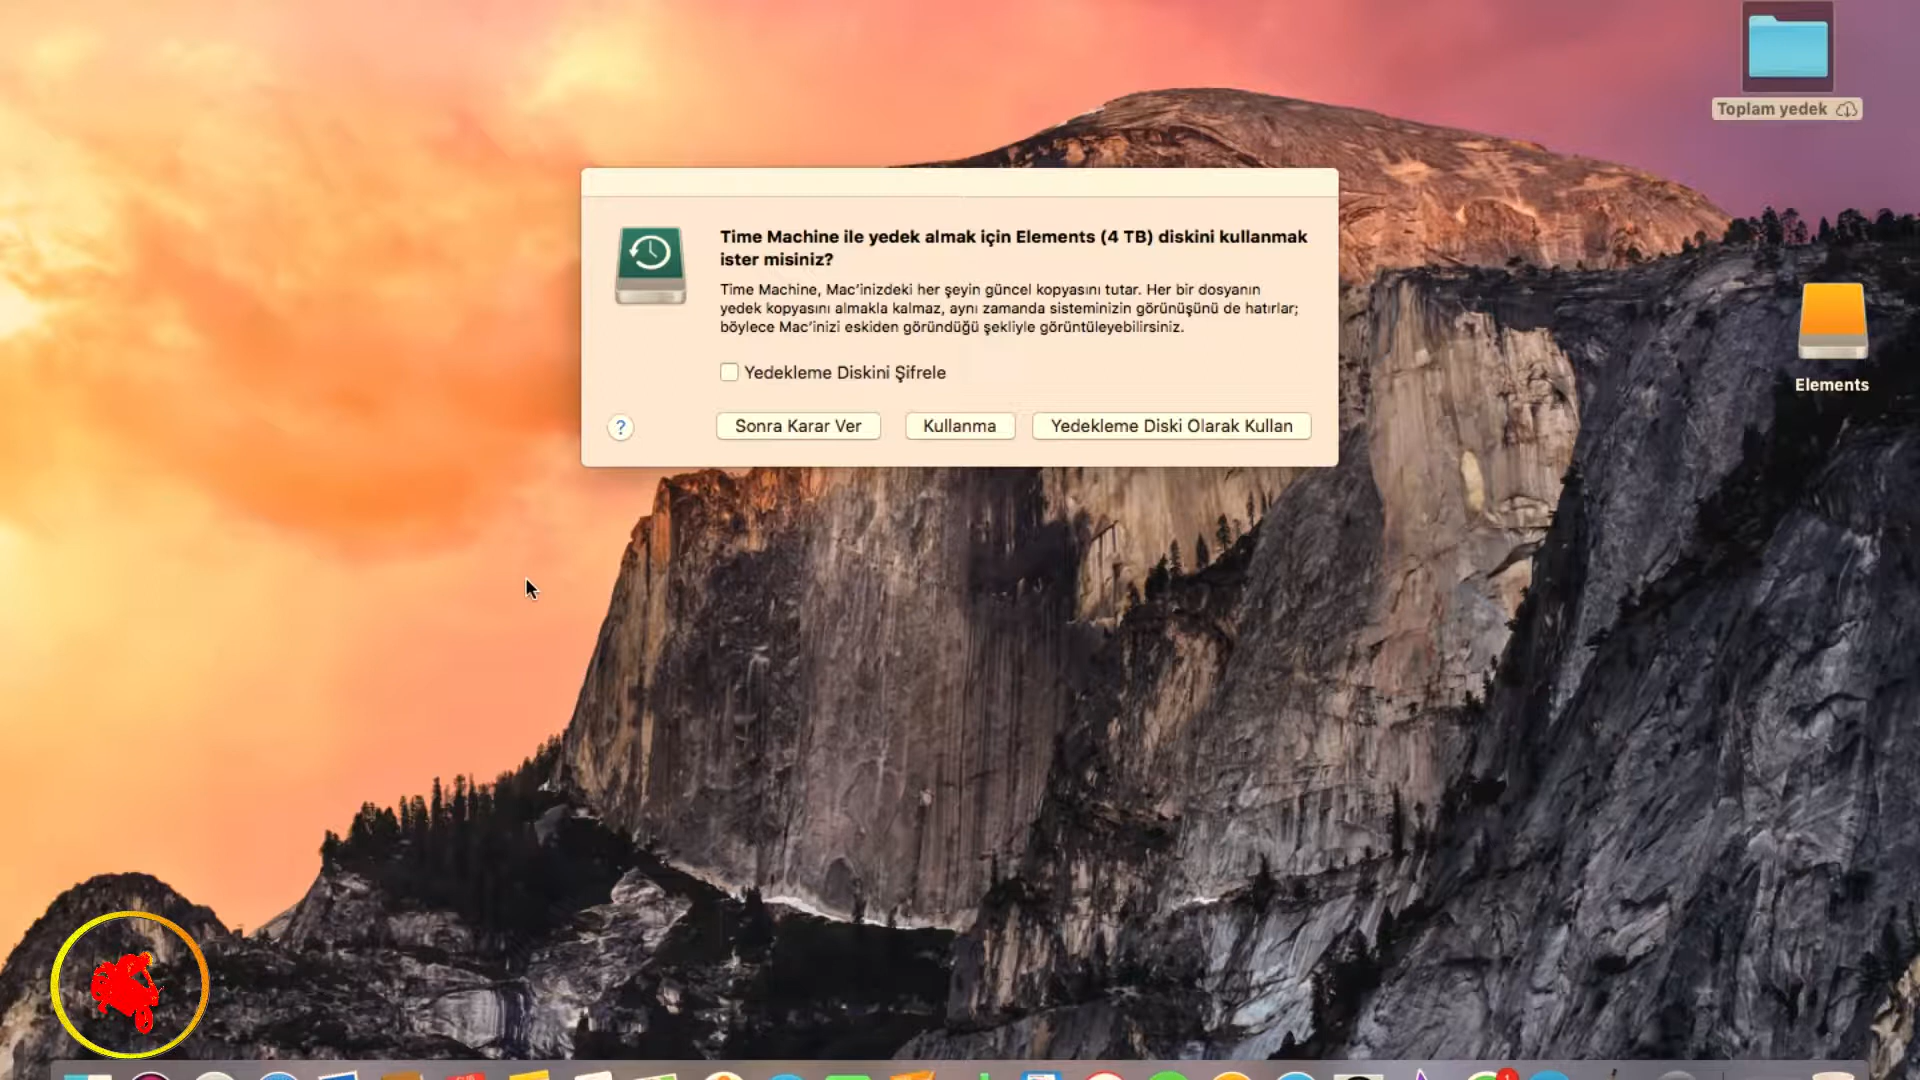 Toplam yedek
Time Machine ile yedek almak için Elements (4 TB) diskini kullanmak
ister misiniz?
Time Machine, Mac’inizdeki her şeyin güncel kopyasını tutar. Her bir dosyanın
yedek kopyasını almakla kalmaz, aynı zamanda sisteminizin görünüşünü de hatırlar;
böylece Mac’inizi eskiden göründüğü şekliyle görüntüleyebilirsiniz.
Yedekleme Diskini Şifrele
? Sonra Karar Ver Kullanma Yedekleme Diski Olarak Kullan
Elements